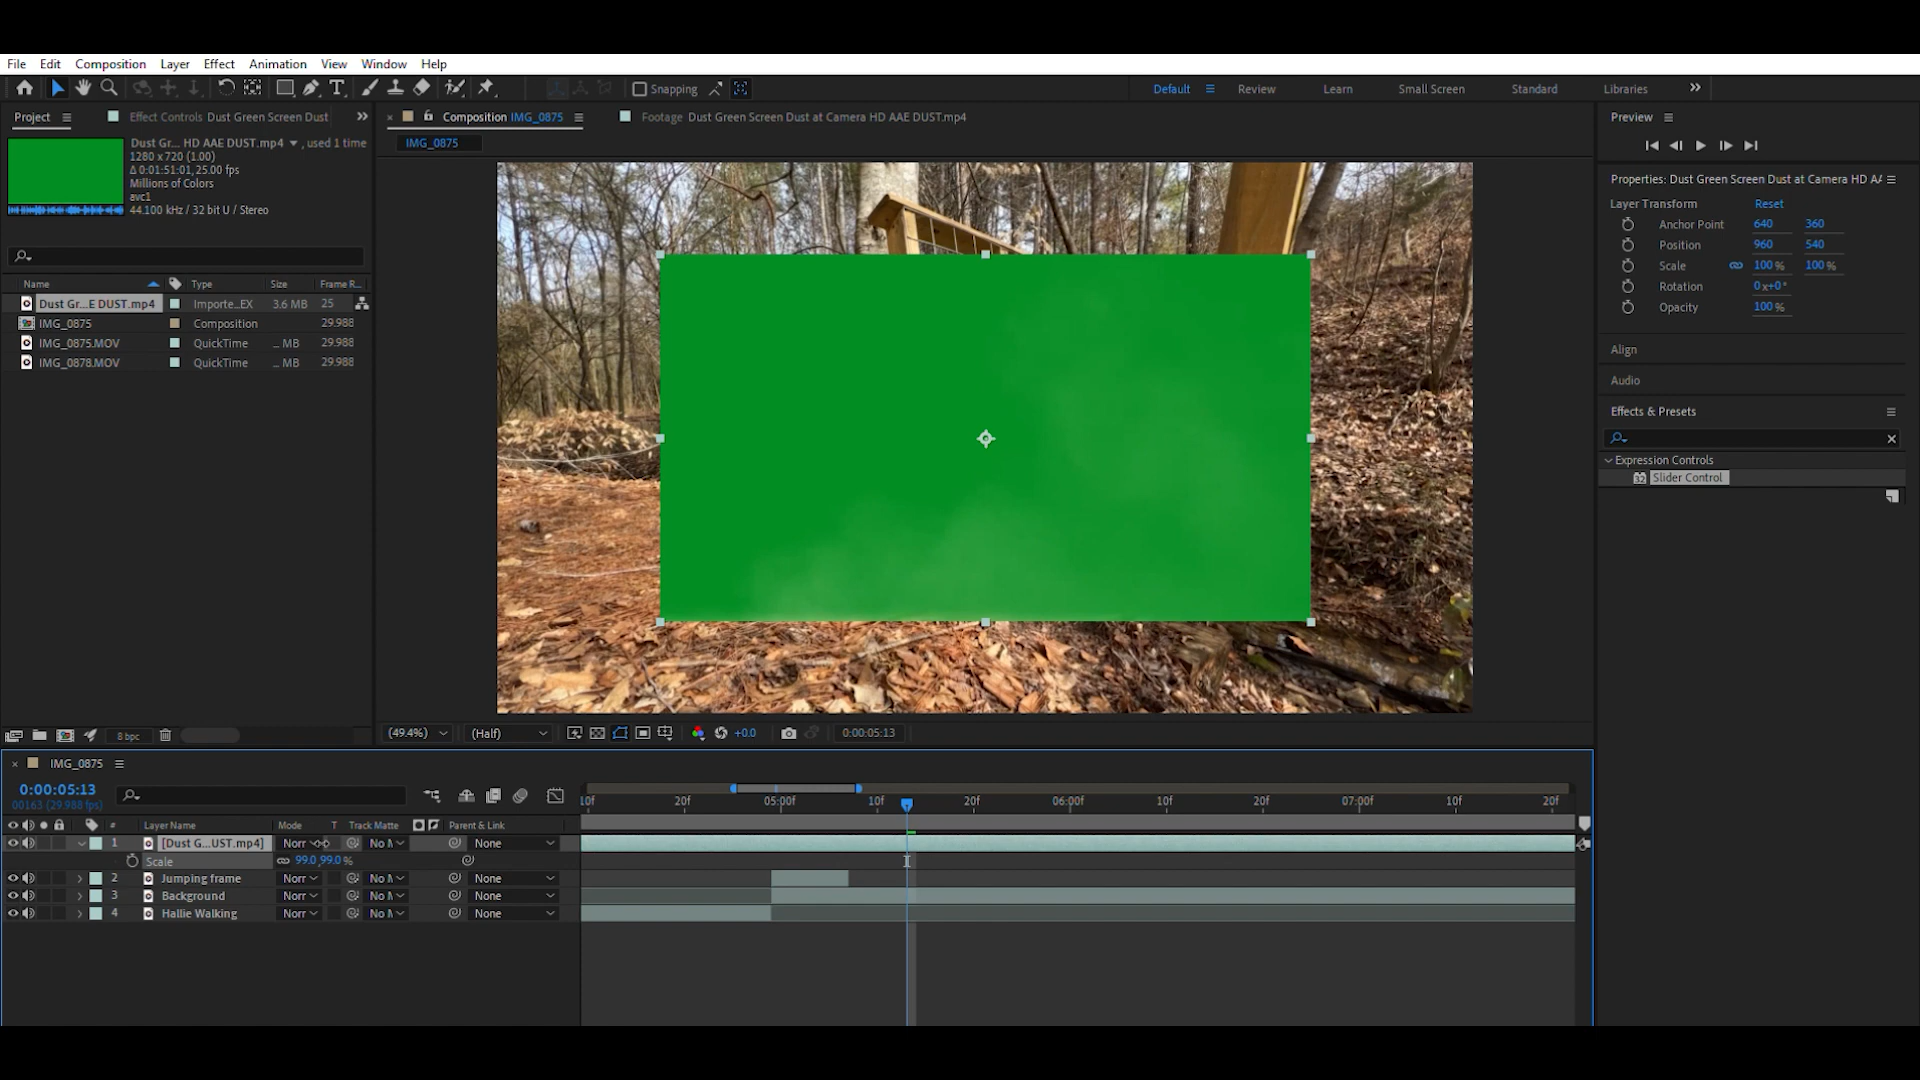 File Edit Composition Layer Effect Animation View Window Help
Snapping
Default Review Learn Small Screen Standard Libraries
Project Effect Controls Dust Green Screen Dust
Composition IMG_0875 Footage Dust Green Screen Dust at Camera HD AAE DUST.mp4
IMG_0875
Dust Gr... HD AAE DUST.mp4 , used 1 time
1280 x 720 (1.00)
Δ 0:01:51:01, 25.00 fps
Millions of Colors
avc1
44.100 kHz / 32 bit U / Stereo
Name Type Size Frame R...
Dust Gr...E DUST.mp4 Importe...EX 3.6 MB 25
IMG_0875 Composition 29.988
IMG_0875.MOV QuickTime ... MB 29.988
IMG_0878.MOV QuickTime ... MB 29.988
8 bpc
(49.4%) (Half) +0.0 0:00:05:13
Preview
Properties: Dust Green Screen Dust at Camera HD AA
Layer Transform Reset
Anchor Point 640 360
Position 960 540
Scale 100 % 100 %
Rotation 0x+0°
Opacity 100 %
Align
Audio
Effects & Presets
Expression Controls
32 Slider Control
IMG_0875
0:00:05:13
00163 (29.988 fps)
10f 20f 05:00f 10f 20f 06:00f 10f 20f 07:00f 10f 20f
# Layer Name Mode T Track Matte Parent & Link
1 [Dust G...UST.mp4] Norr No M None
Scale 99.0,99.0 %
2 Jumping frame Norr No M None
3 Background Norr No M None
4 Hallie Walking Norr No M None